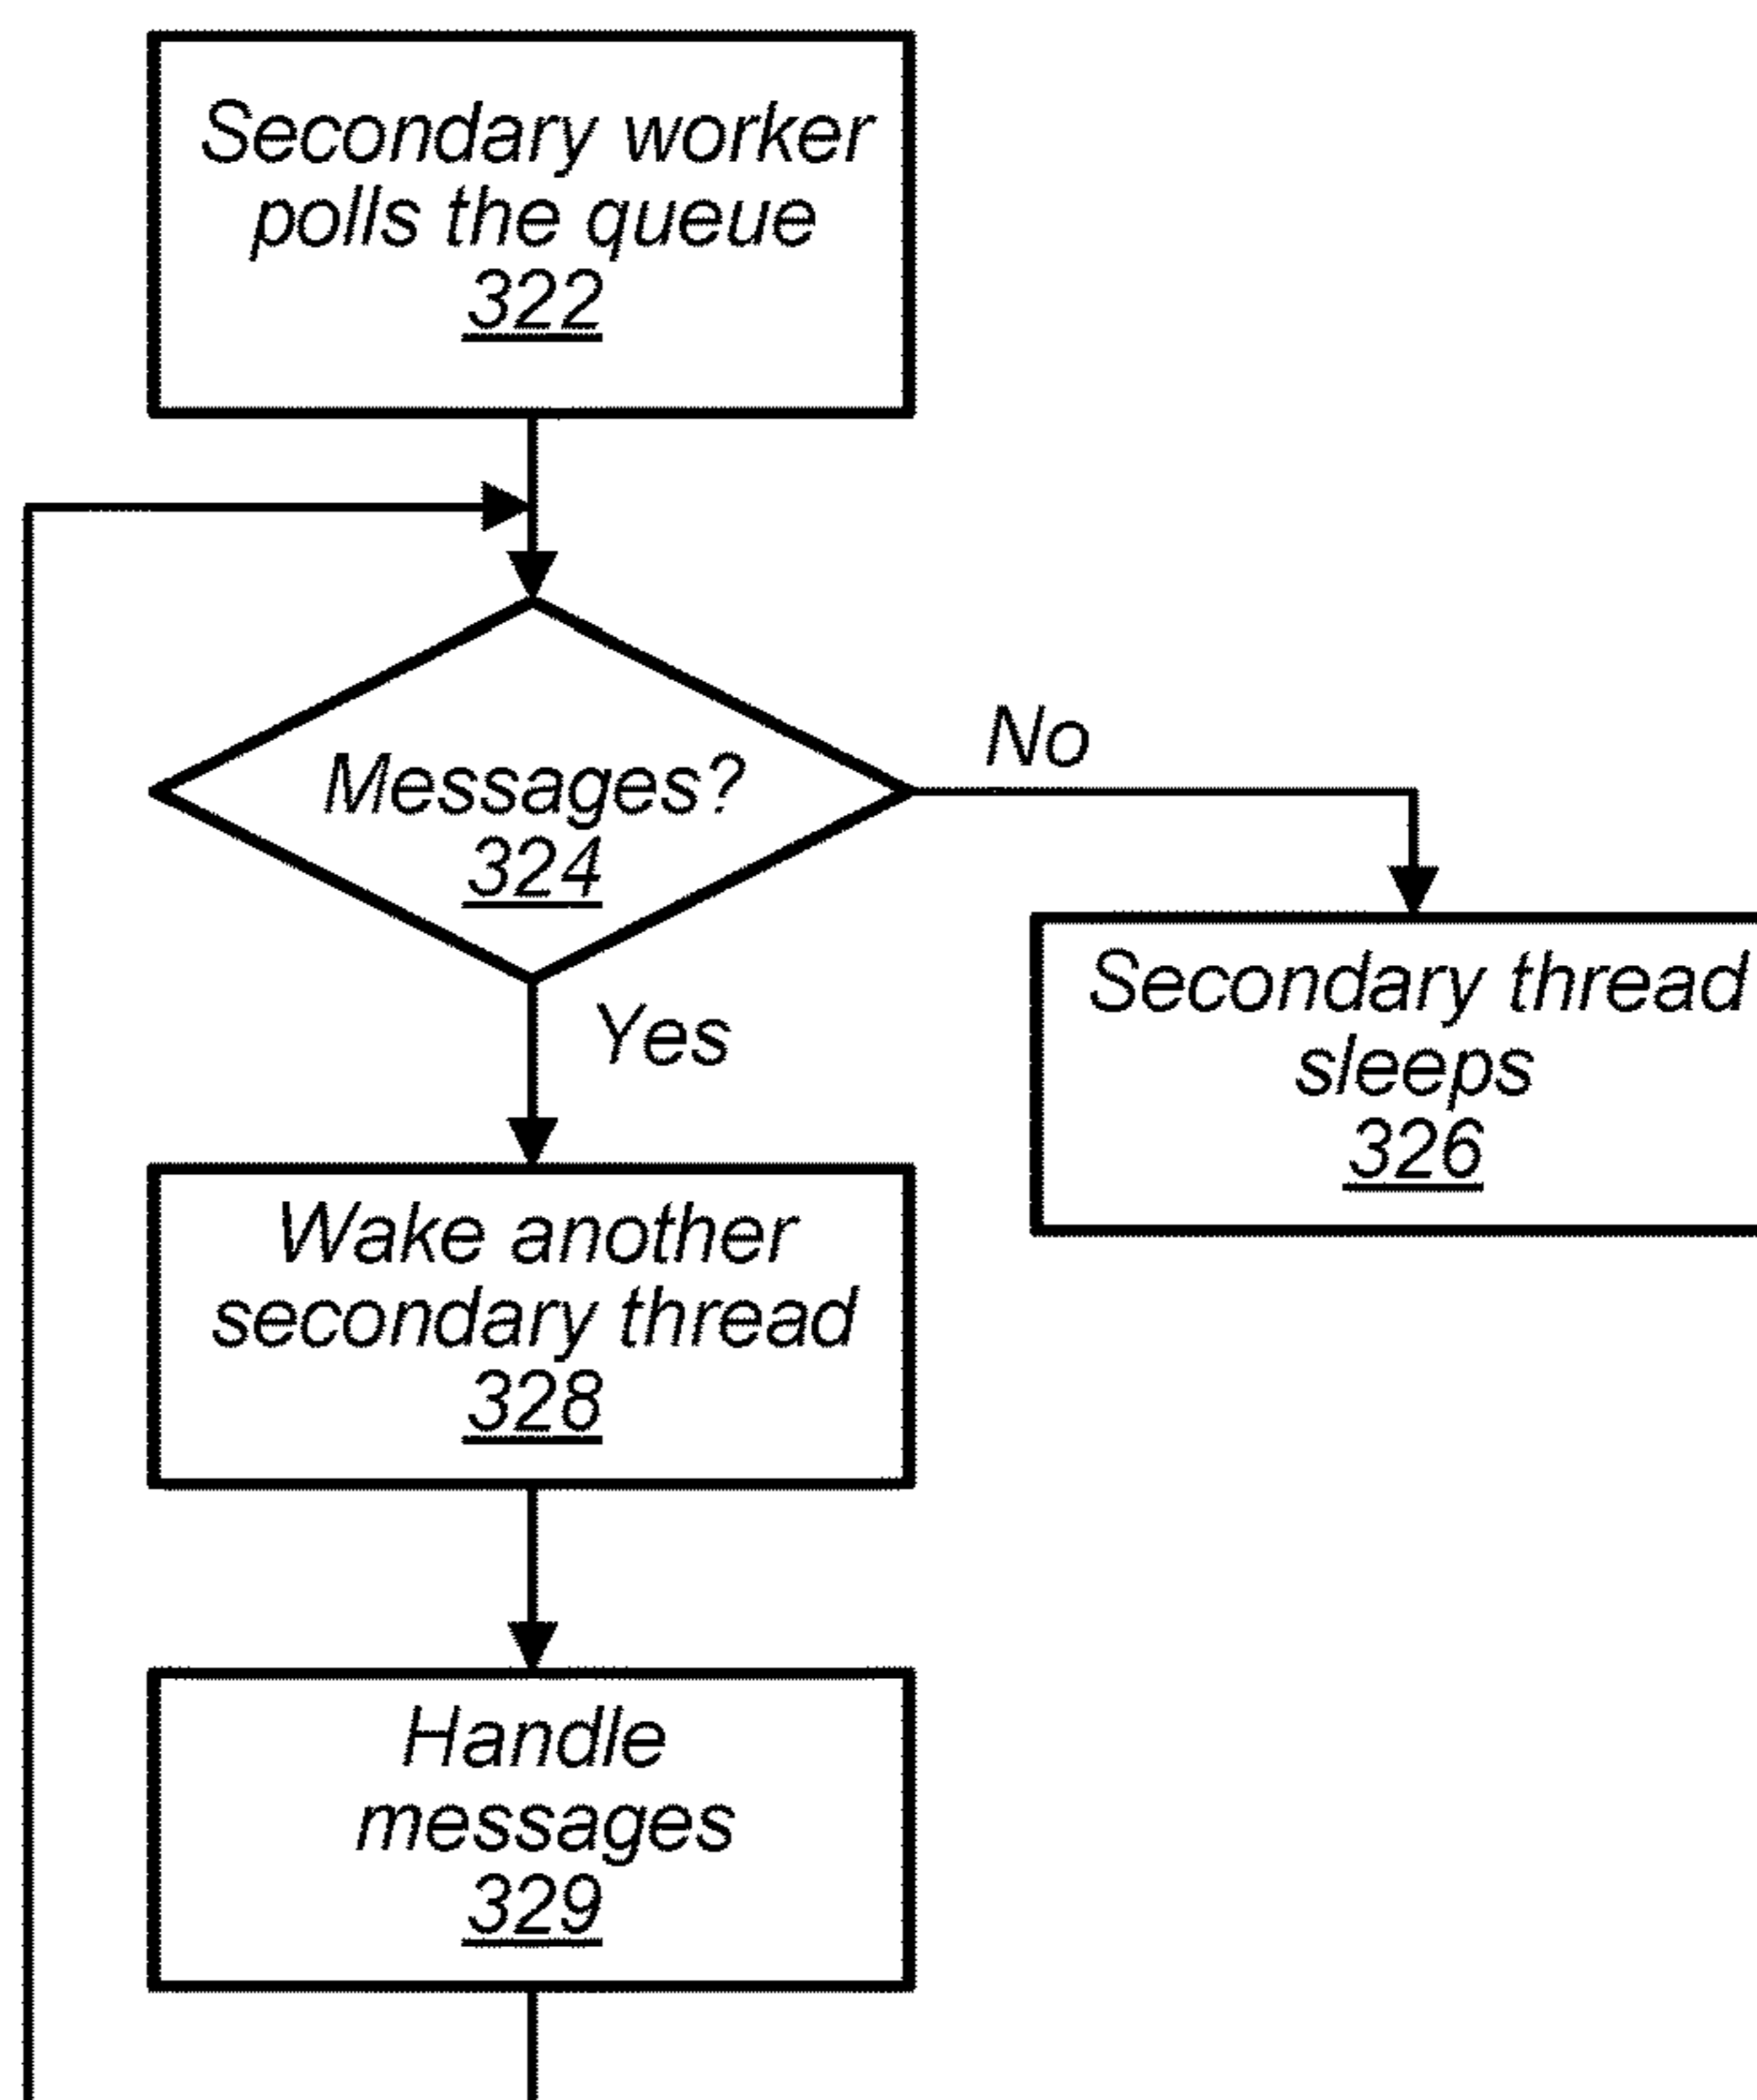 Secondary worker
polls the queue
322
Messages?
324
No
Yes
Secondary thread
sleeps
326
Wake another
secondary thread
328
Handle
messages
329